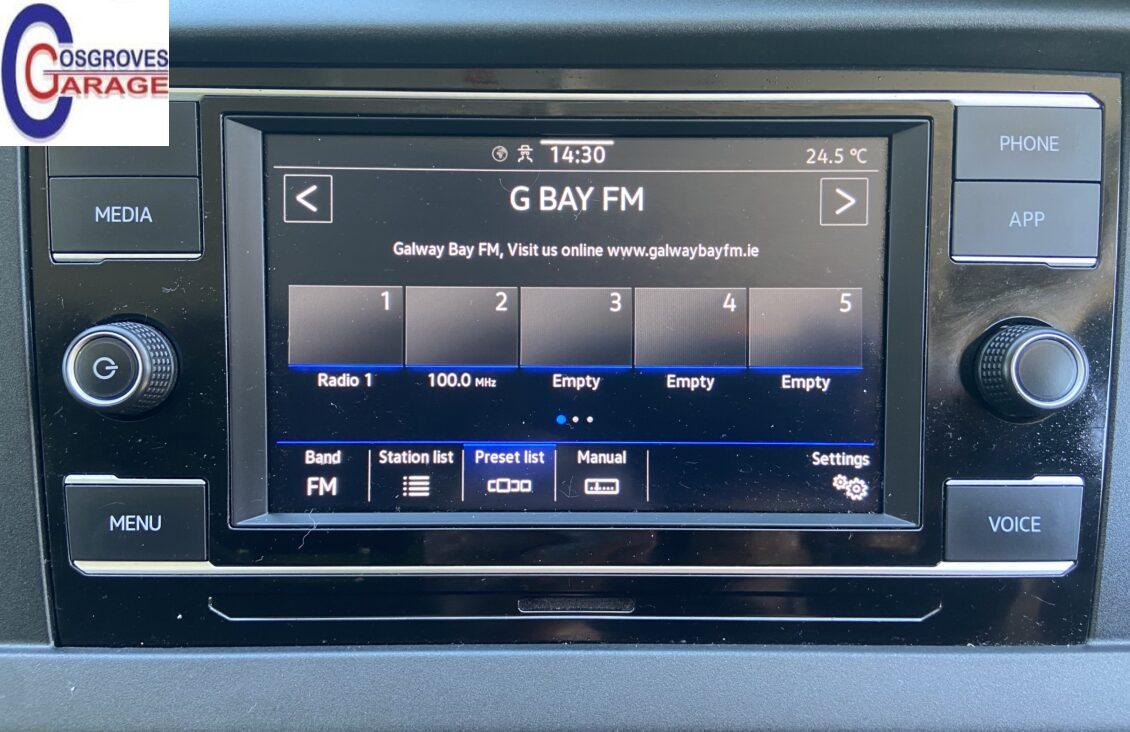 COSGROVES
GARAGE
14:30
24.5 °C
PHONE
MEDIA
<
G BAY FM
>
APP
Galway Bay FM, Visit us online www.galwaybayfm.ie
1
2
3
4
5
Radio 1
100.0 MHz
Empty
Empty
Empty
Band
Station list
Preset list
Manual
Settings
FM
MENU
VOICE